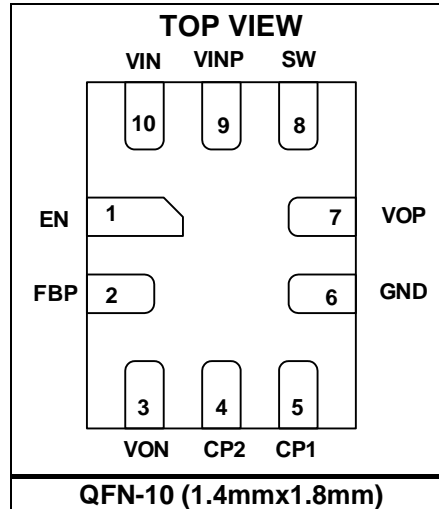 TOP VIEW
VIN VINP SW
10 9 8
EN 1 7 VOP
FBP 2 6 GND
3 4 5
VON CP2 CP1
QFN-10 (1.4mmx1.8mm)